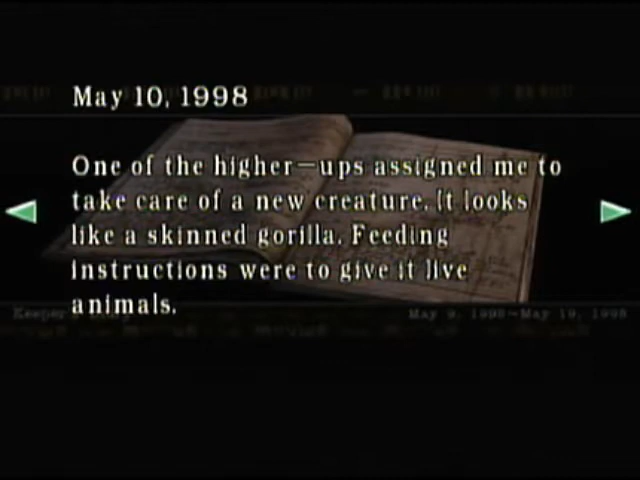 May 10, 1998
One of the higher-ups assigned me to
take care of a new creature. It looks
like a skinned gorilla. Feeding
instructions were to give it live
animals.
May 9, 1998~May 19, 1998